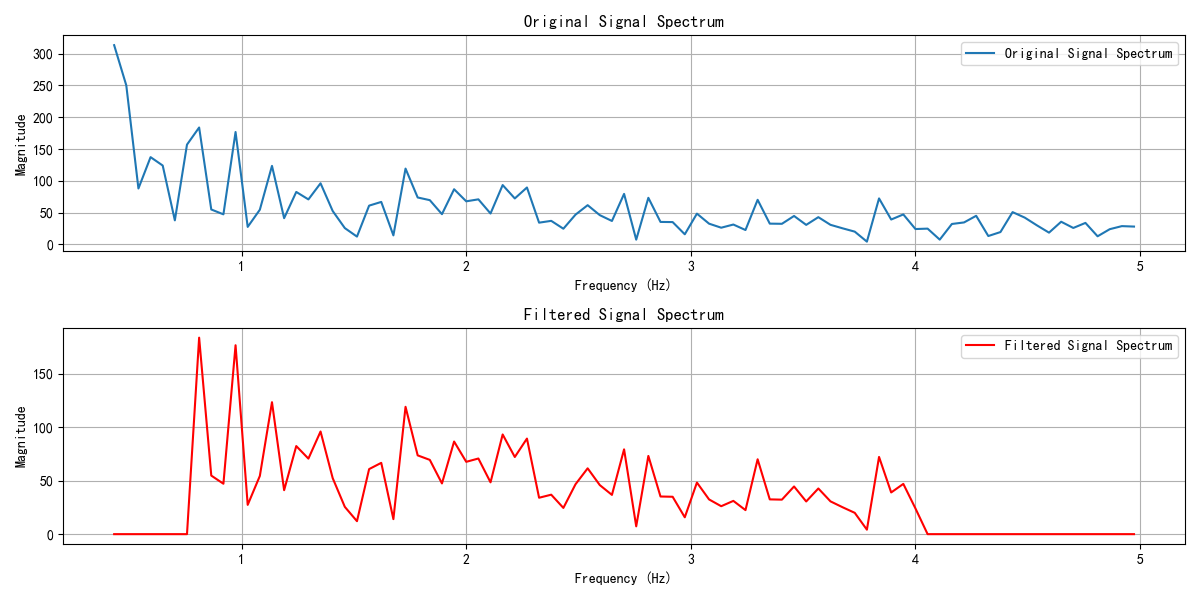 Original Signal Spectrum
Original Signal Spectrum
Magnitude
300
250
200
150
100
50
0
1
2
3
4
5
Frequency (Hz)
Filtered Signal Spectrum
Filtered Signal Spectrum
Magnitude
150
100
50
0
1
2
3
4
5
Frequency (Hz)